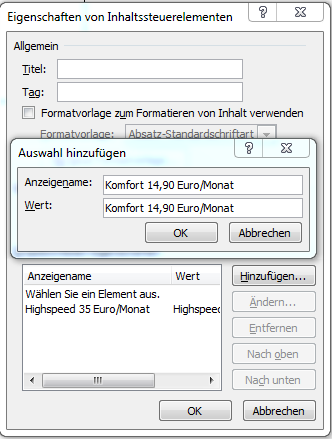 Eigenschaften von Inhaltssteuerelementen
Allgemein
Titel:
Tag:
Formatvorlage zum Formatieren von Inhalt verwenden
Formatvorlage: Absatz-Standardschriftart
Auswahl hinzufügen
Anzeigename: Komfort 14,90 Euro/Monat
Wert: Komfort 14,90 Euro/Monat
OK Abbrechen
Anzeigename Wert
Wählen Sie ein Element aus.
Highspeed 35 Euro/Monat Highspeed
Hinzufügen...
Ändern...
Entfernen
Nach oben
Nach unten
OK Abbrechen